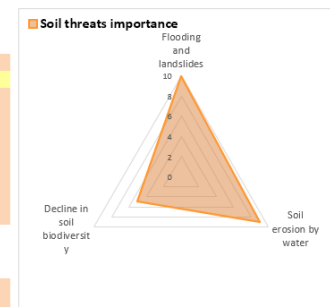 Soil threats importance
Flooding
and
landslides
10
8
6
4
2
0
Decline in
soil
biodiversit
y
Soil
erosion by
water